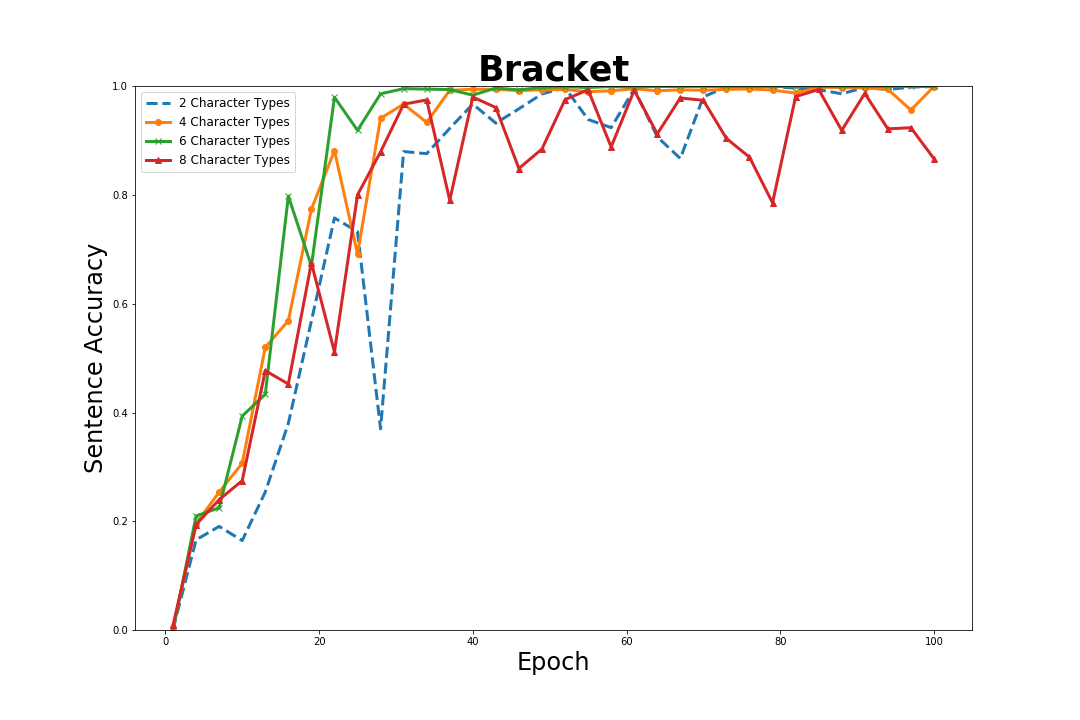 Bracket
2 Character Types
4 Character Types
6 Character Types
8 Character Types
Sentence Accuracy
1.0
0.8
0.6
0.4
0.2
0.0
0 20 40 60 80 100
Epoch